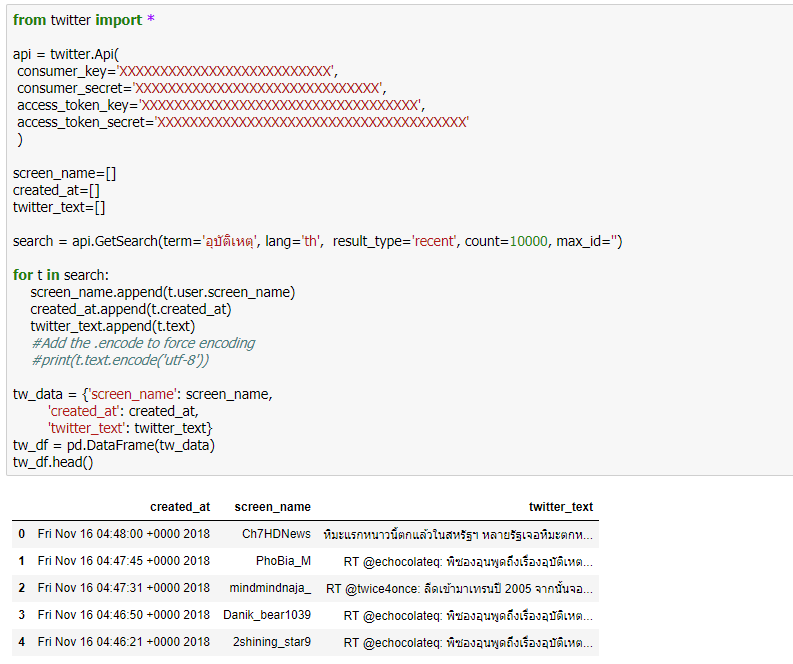 from twitter import *
api = twitter.Api(
consumer_key='XXXXXXXXXXXXXXXXXXXXXXXXXX',
consumer_secret='XXXXXXXXXXXXXXXXXXXXXXXXXXXXXX',
access_token_key='XXXXXXXXXXXXXXXXXXXXXXXXXXXXXXXXXX',
access_token_secret='XXXXXXXXXXXXXXXXXXXXXXXXXXXXXXXXXXXXXX'
)
screen_name=[]
created_at=[]
twitter_text=[]
search = api.GetSearch(term='อุบัติเหตุ', lang='th',  result_type='recent', count=10000, max_id='')
for t in search:
screen_name.append(t.user.screen_name)
created_at.append(t.created_at)
twitter_text.append(t.text)
#Add the .encode to force encoding
#print(t.text.encode('utf-8'))
tw_data = {'screen_name': screen_name,
'created_at': created_at,
'twitter_text': twitter_text}
tw_df = pd.DataFrame(tw_data)
tw_df.head()
created_at screen_name twitter_text
0 Fri Nov 16 04:48:00 +0000 2018 Ch7HDNews หิมะแรกหนาวนี้ตกแล้วในสหรัฐฯ หลายรัฐเจอหิมะตกห...
1 Fri Nov 16 04:47:45 +0000 2018 PhoBia_M RT @echocolateq: พิซองอุนพูดถึงเรื่องอุบัติเหต...
2 Fri Nov 16 04:47:31 +0000 2018 mindmindnaja_ RT @twice4once: ลีดเข้ามาเทรนปี 2005 จากนั้นจอ...
3 Fri Nov 16 04:46:50 +0000 2018 Danik_bear1039 RT @echocolateq: พิซองอุนพูดถึงเรื่องอุบัติเหต...
4 Fri Nov 16 04:46:21 +0000 2018 2shining_star9 RT @echocolateq: พิซองอุนพูดถึงเรื่องอุบัติเหต...